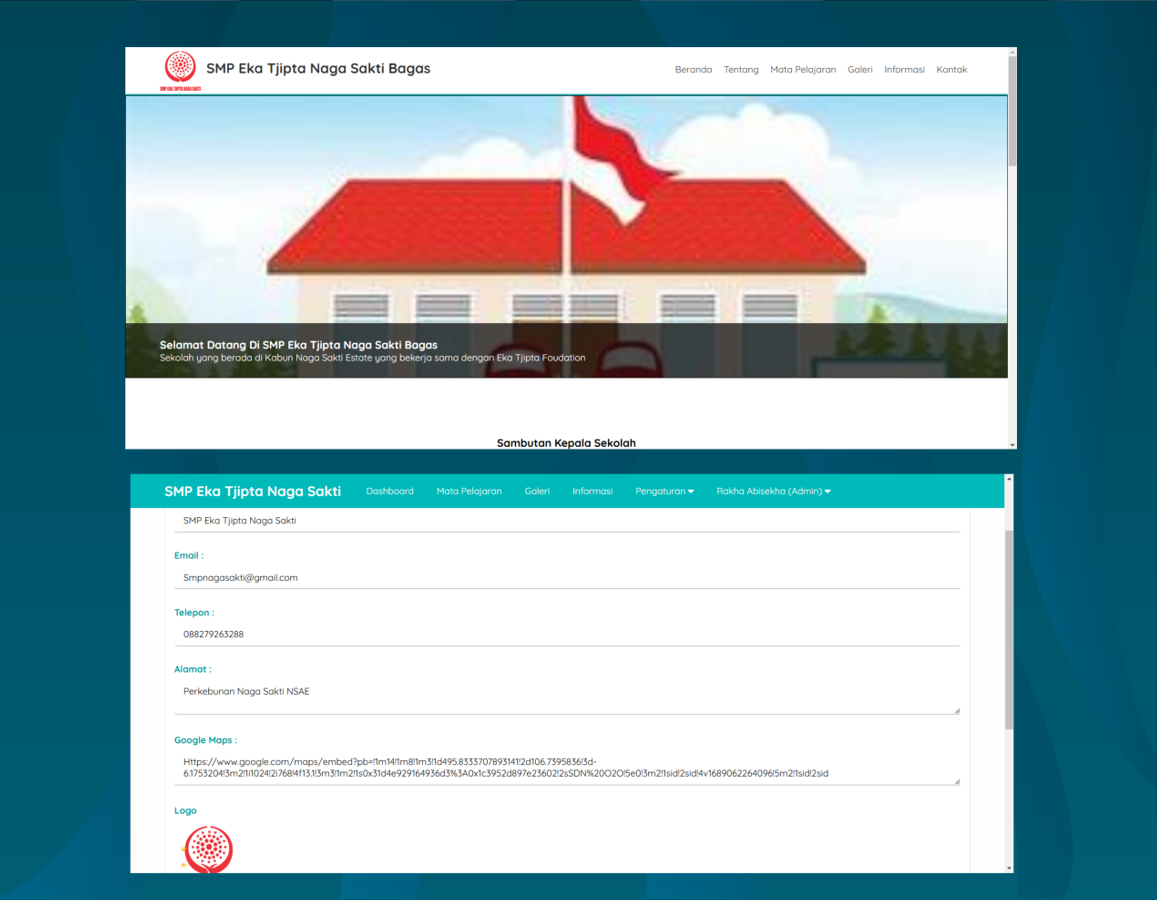 SMP Eka Tjipta Naga Sakti Bagas
Beranda Tentang Mata Pelajaran Galeri Informasi Kontak
SMP EKA TJIPTA NAGA SAKTI
Selamat Datang Di SMP Eka Tjipta Naga Sakti Bagas
Sekolah yang berada di Kabun Naga Sakti Estate yang bekerja sama dengan Eka Tjipta Foudation
Sambutan Kepala Sekolah
SMP Eka Tjipta Naga Sakti Dashboard Mata Pelajaran Galeri Informasi Pengaturan Rakha Abisekha (Admin)
SMP Eka Tjipta Naga Sakti
Email :
Smpnagasakti@gmail.com
Telepon :
088279263288
Alamat :
Perkebunan Naga Sakti NSAE
Google Maps :
Https://www.google.com/maps/embed?pb=!1m14!1m8!1m3!1d495.8333707893141!2d106.7395836!3d-
6.1753204!3m2!1i1024!2i768!4f13.1!3m3!1m2!1s0x31d4e929164936d3%3A0x1c3952d897e23602!2sSDN%20O2O!5e0!3m2!1sid!2sid!4v1689062264096!5m2!1sid!2sid
Logo